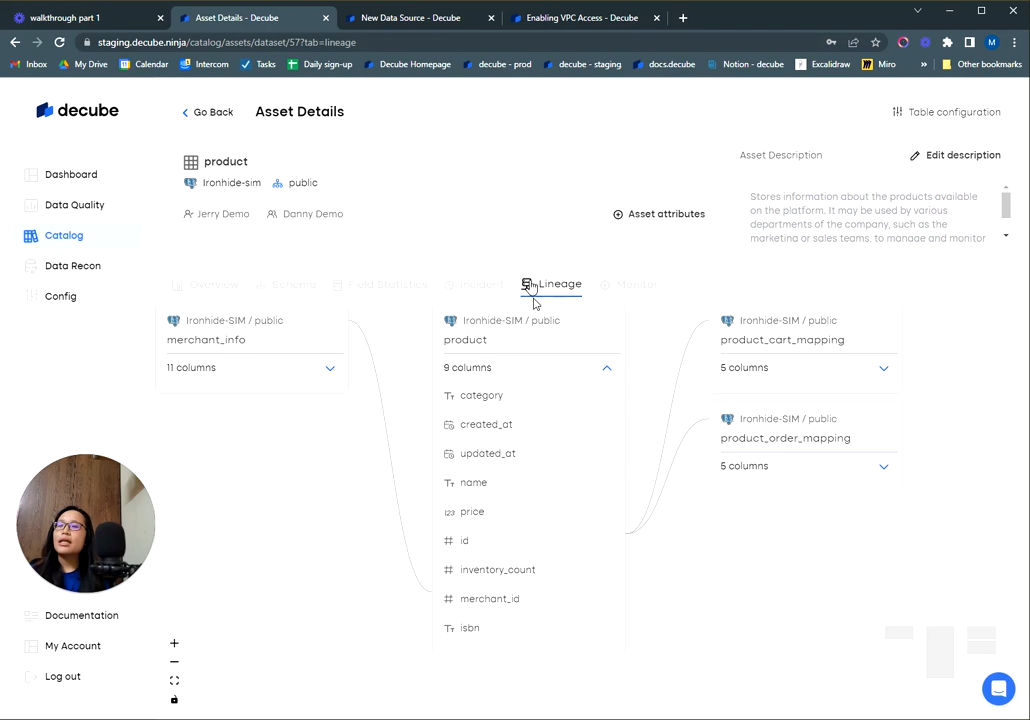 walkthrough part 1
Asset Details - Decube
New Data Source - Decube
Enabling VPC Access - Decube
staging.decube.ninja/catalog/assets/dataset/57?tab=lineage
M
Inbox
My Drive
Calendar
Intercom
Tasks
Daily sign-up
Decube Homepage
decube - prod
decube - staging
docs.decube
Notion - decube
Excalidraw
Miro
»
Other bookmarks
decube
Go Back
Asset Details
Table configuration
product
Asset Description
Edit description
Ironhide-sim
public
Stores information about the products available
on the platform. It may be used by various
departments of the company, such as the
marketing or sales teams, to manage and monitor
Jerry Demo
Danny Demo
Asset attributes
Dashboard
Data Quality
Catalog
Data Recon
Config
Overview
Schema
Field Statistics
Incident
Lineage
Monitor
Ironhide-SIM / public
merchant_info
11 columns
Ironhide-SIM / public
product
9 columns
category
created_at
updated_at
name
123 price
id
inventory_count
merchant_id
isbn
Ironhide-SIM / public
product_cart_mapping
5 columns
Ironhide-SIM / public
product_order_mapping
5 columns
Documentation
My Account
Log out